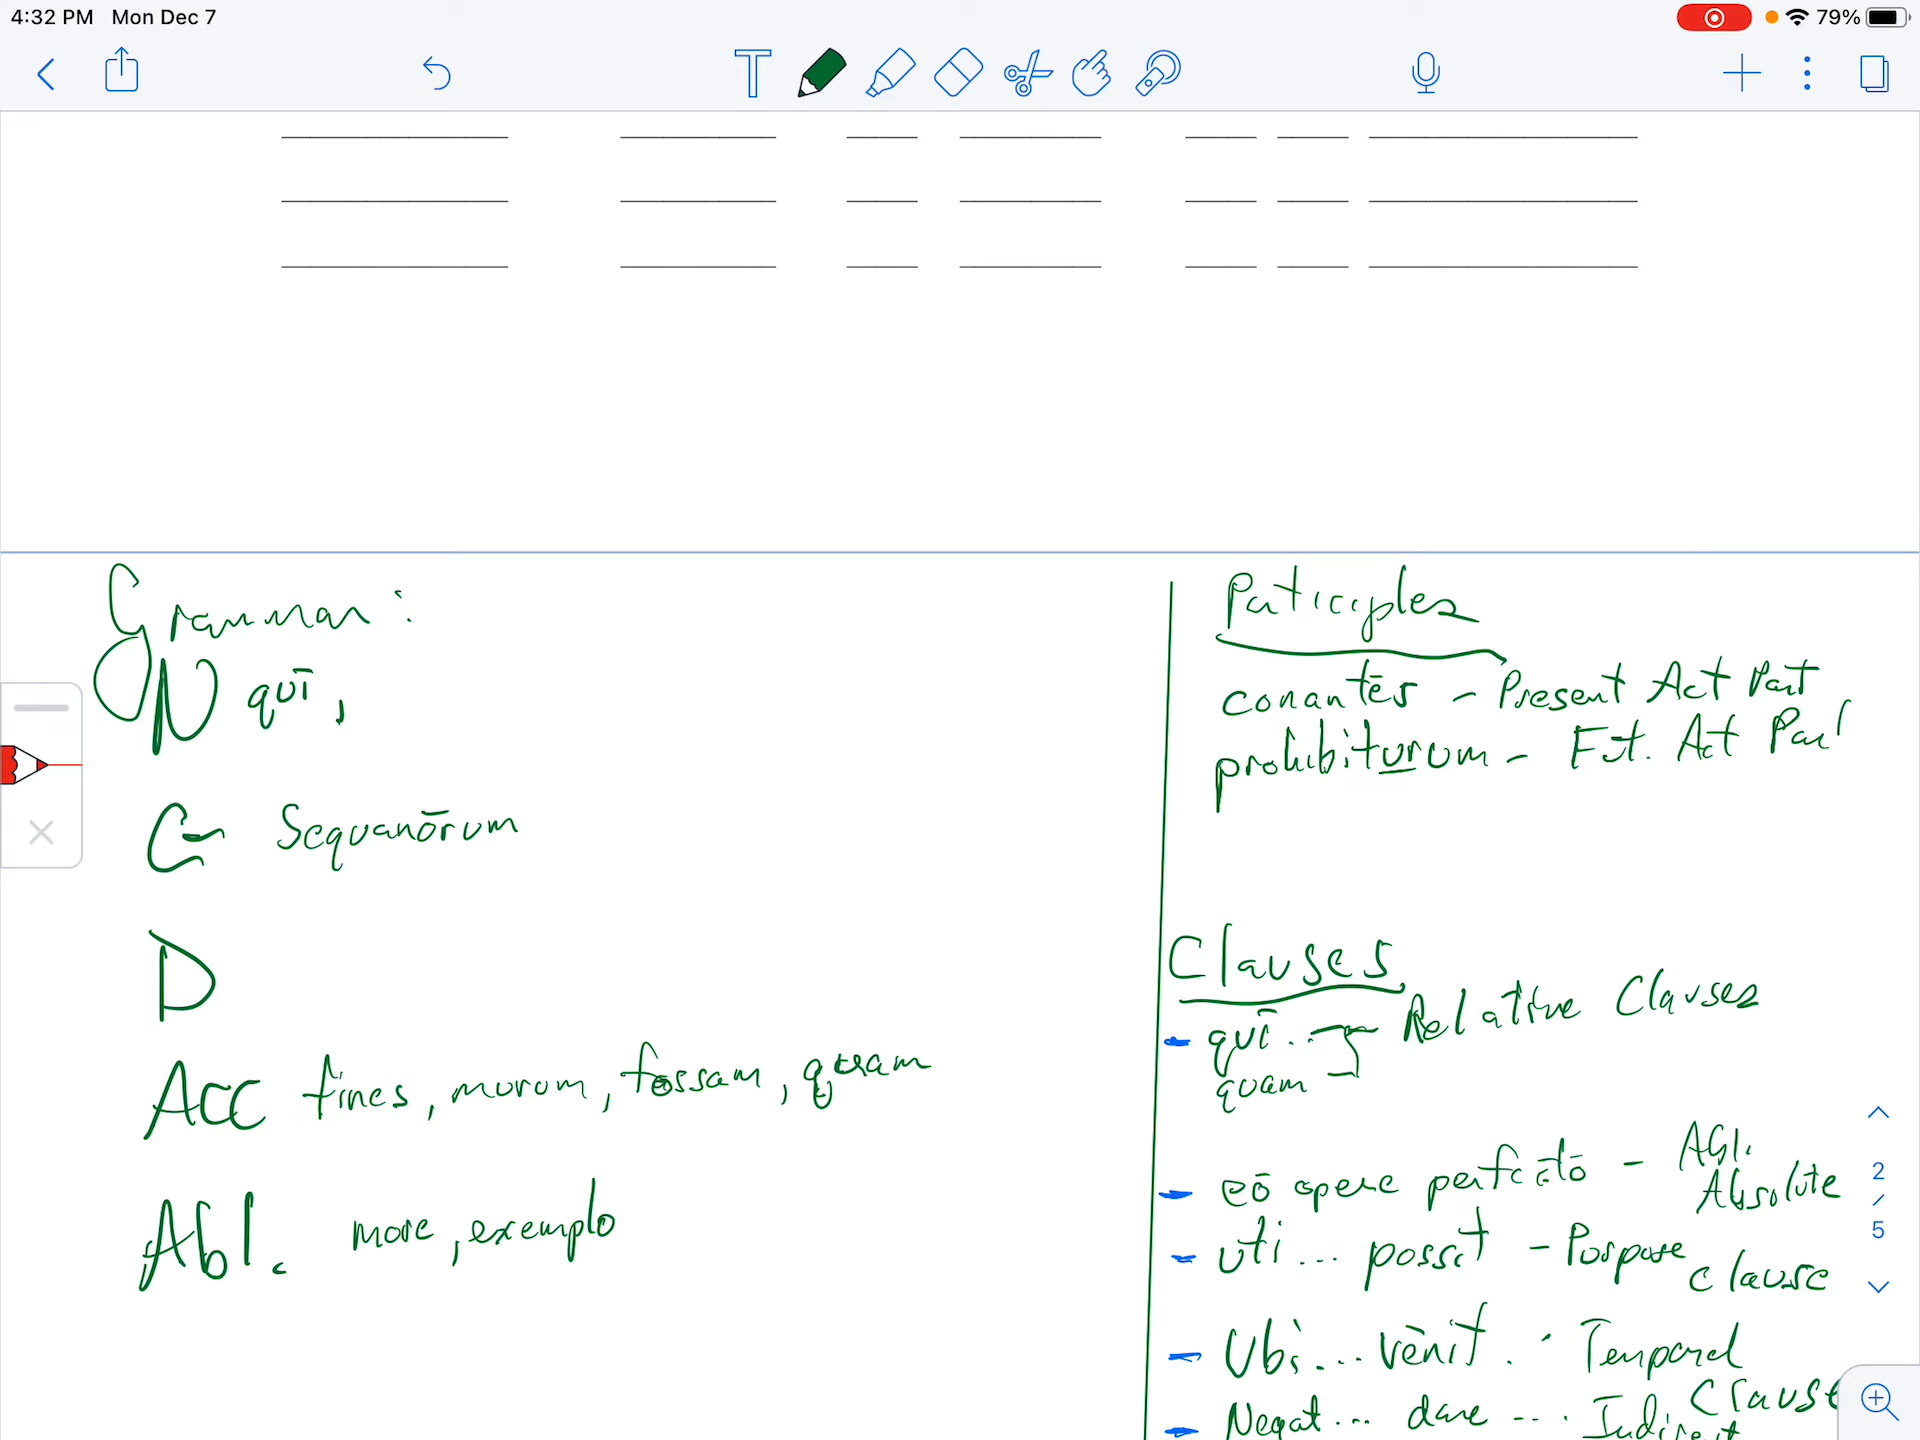 4:32 PM Mon Dec 7
79%
T
Grammar:
N quī,
G Sequanōrum
D
Acc fines, murum, fossam, quam
Abl. more, exemplo
Participles
conantēs - Present Act Part
prohibiturum - Fut. Act Part
Clauses
- quī... Relative Clauses
quam
- eō opere perfectō - Abl.
Absolute
- uti... possit - Purpose
clause
- Ubi... vēnit. Temporal
Clause
- Negat... dare .... Indirect
2
/
5